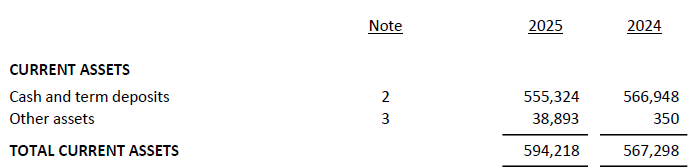 Note 2025 2024
CURRENT ASSETS
Cash and term deposits 2 555,324 566,948
Other assets 3 38,893 350
TOTAL CURRENT ASSETS 594,218 567,298